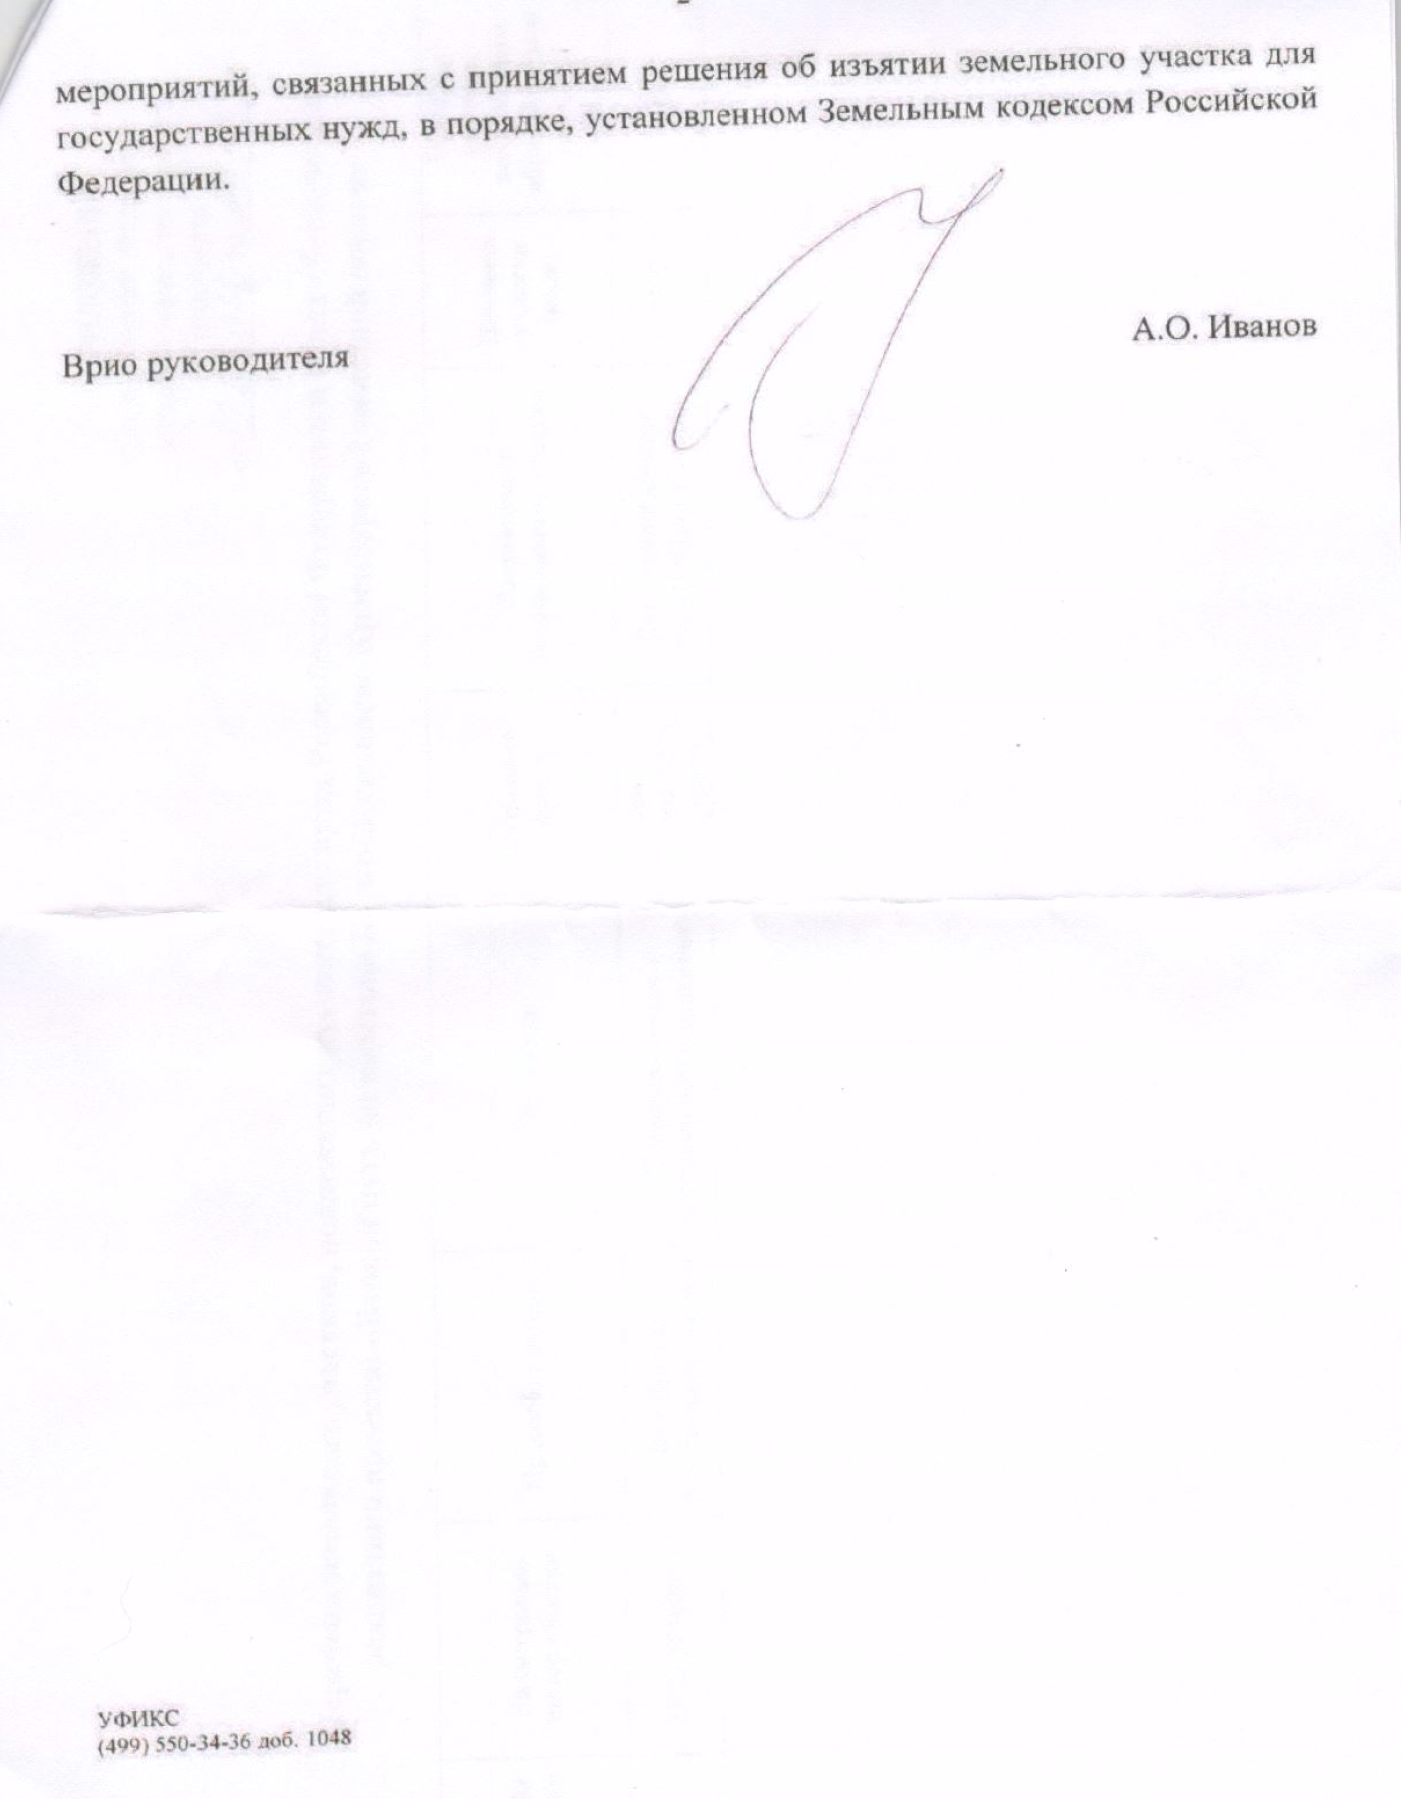 мероприятий, связанных с принятием решения об изъятии земельного участка для
государственных нужд, в порядке, установленном Земельным кодексом Российской
Федерации.
Врио руководителя
А.О. Иванов
УФИКС
(499) 550-34-36 доб. 1048